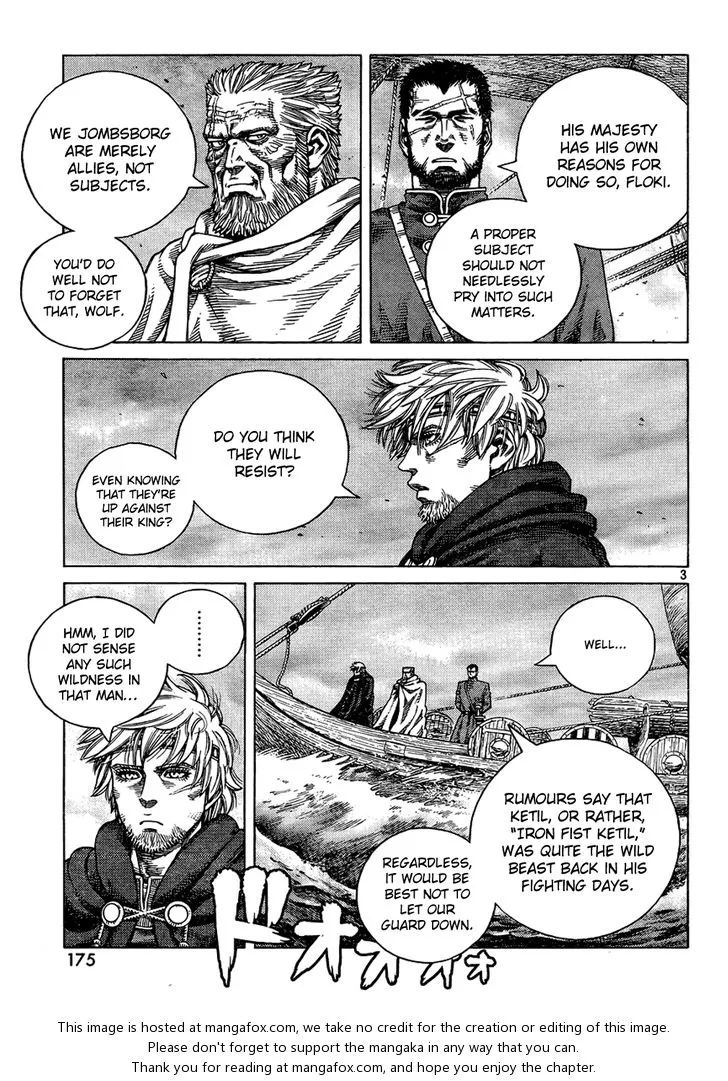 HIS MAJESTY
HAS HIS OWN
REASONS FOR
DOING SO, FLOKI.
A PROPER
SUBJECT
SHOULD NOT
NEEDLESSLY
PRY INTO SUCH
MATTERS.
WE JOMBSBORG
ARE MERELY
ALLIES, NOT
SUBJECTS.
YOU'D DO
WELL NOT
TO FORGET
THAT, WOLF.
DO YOU THINK
THEY WILL
RESIST?
EVEN KNOWING
THAT THEY'RE
UP AGAINST
THEIR KING?
3
WELL...
RUMOURS SAY THAT
KETIL, OR RATHER,
"IRON FIST KETIL,"
WAS QUITE THE WILD
BEAST BACK IN HIS
FIGHTING DAYS.
REGARDLESS,
IT WOULD BE
BEST NOT TO
LET OUR
GUARD DOWN.
ドオオオォ
.........
HMM, I DID
NOT SENSE
ANY SUCH
WILDNESS IN
THAT MAN...
175
This image is hosted at mangafox.com, we take no credit for the creation or editing of this image.
Please don't forget to support the mangaka in any way that you can.
Thank you for reading at mangafox.com, and hope you enjoy the chapter.